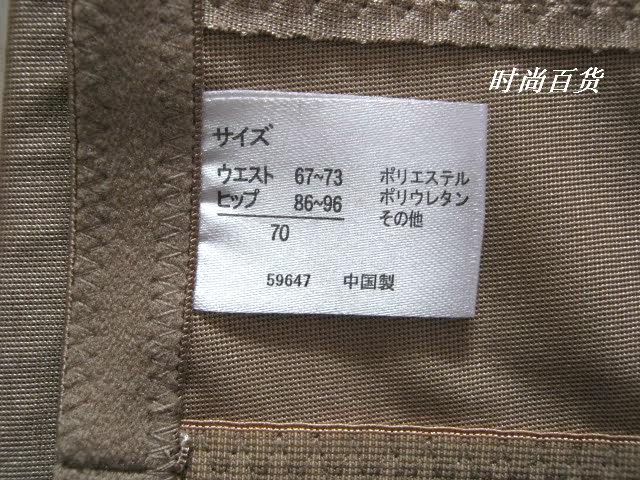 时尚百货
サイズ
ウエスト 67~73 ポリエステル
ヒップ 86~96 ポリウレタン
70 その他
59647 中国製